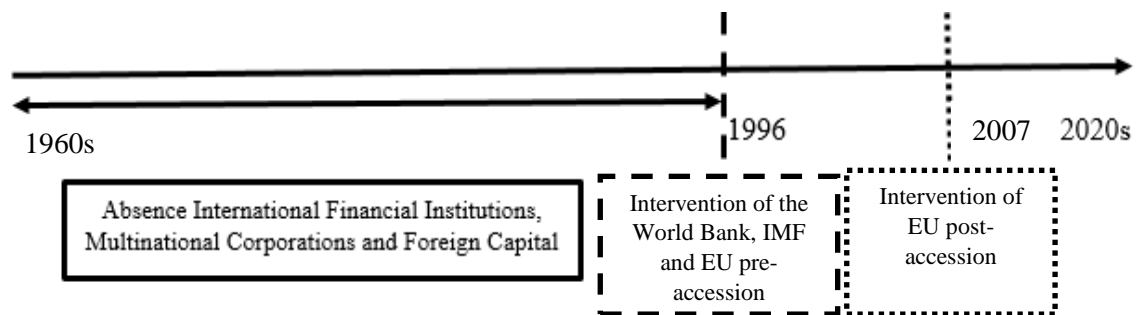 1960s
1996
2007
2020s
Absence International Financial Institutions,
Multinational Corporations and Foreign Capital
Intervention of the
World Bank, IMF
and EU pre-
accession
Intervention of
EU post-
accession